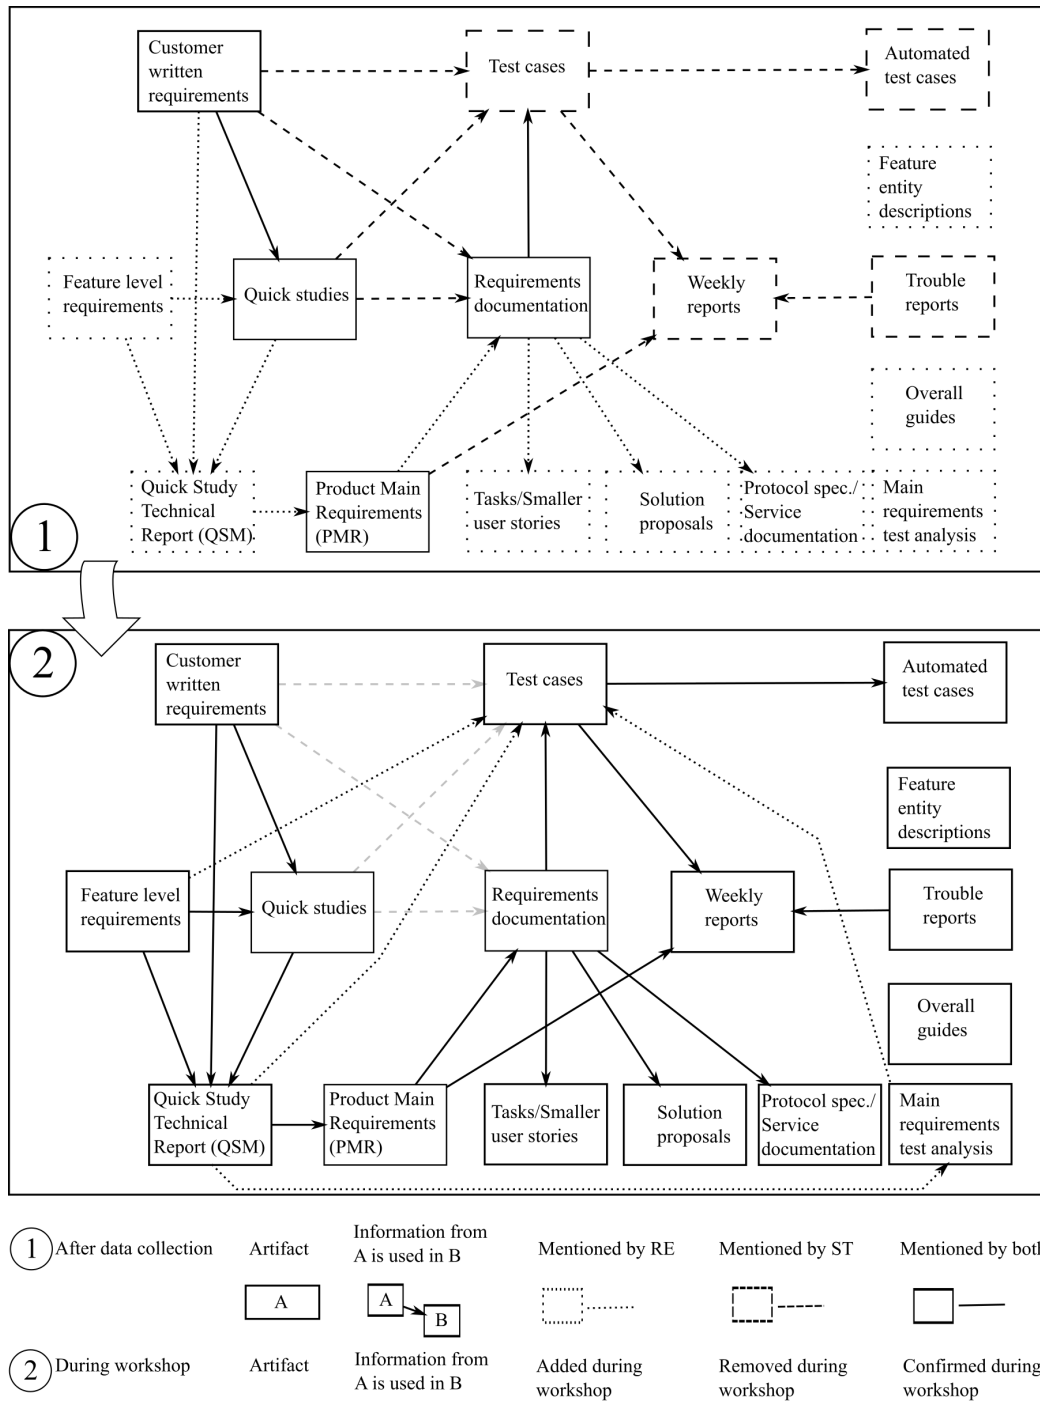 Customer
written
requirements
Test cases
Automated
test cases
Feature
entity
descriptions
Feature level
requirements
Quick studies
Requirements
documentation
Weekly
reports
Trouble
reports
Overall
guides
Quick Study
Technical
Report (QSM)
Product Main
Requirements
(PMR)
Tasks/Smaller
user stories
Solution
proposals
Protocol spec./
Service
documentation
Main
requirements
test analysis
1
2
Customer
written
requirements
Test cases
Automated
test cases
Feature
entity
descriptions
Feature level
requirements
Quick studies
Requirements
documentation
Weekly
reports
Trouble
reports
Overall
guides
Quick Study
Technical
Report (QSM)
Product Main
Requirements
(PMR)
Tasks/Smaller
user stories
Solution
proposals
Protocol spec./
Service
documentation
Main
requirements
test analysis
1 After data collection
Artifact
Information from
A is used in B
Mentioned by RE
Mentioned by ST
Mentioned by both
A
A
B
2 During workshop
Artifact
Information from
A is used in B
Added during
workshop
Removed during
workshop
Confirmed during
workshop